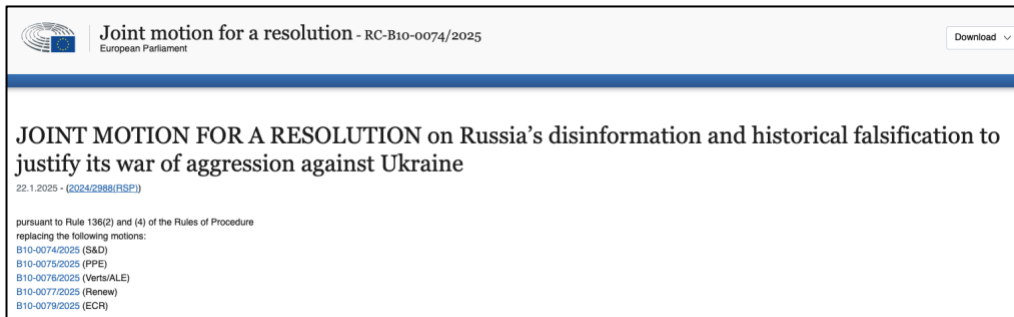 Joint motion for a resolution - RC-B10-0074/2025
European Parliament
Download
JOINT MOTION FOR A RESOLUTION on Russia’s disinformation and historical falsification to
justify its war of aggression against Ukraine
22.1.2025 - (2024/2988(RSP))
pursuant to Rule 136(2) and (4) of the Rules of Procedure
replacing the following motions:
B10-0074/2025 (S&D)
B10-0075/2025 (PPE)
B10-0076/2025 (Verts/ALE)
B10-0077/2025 (Renew)
B10-0079/2025 (ECR)